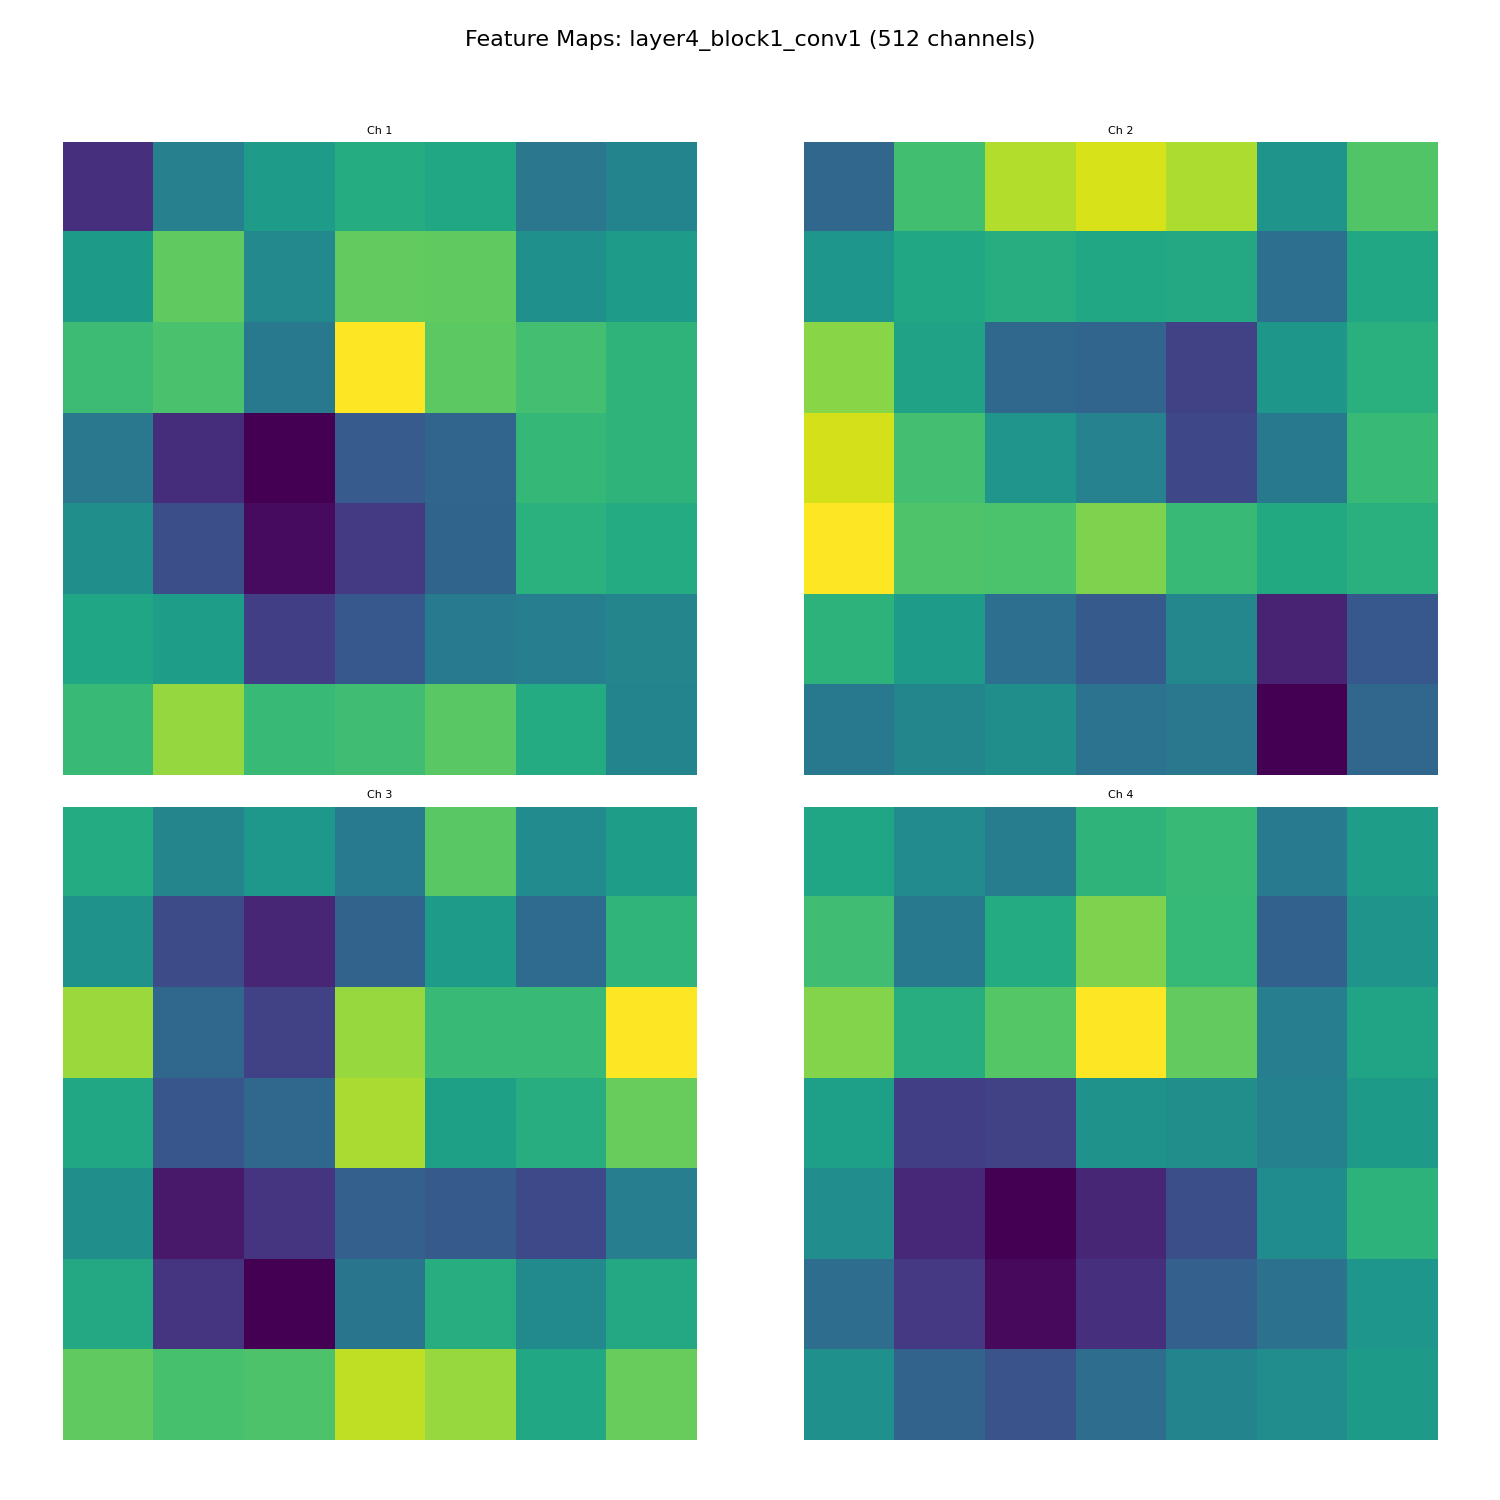 Feature Maps: layer4_block1_conv1 (512 channels)
Ch 1
Ch 2
Ch 3
Ch 4